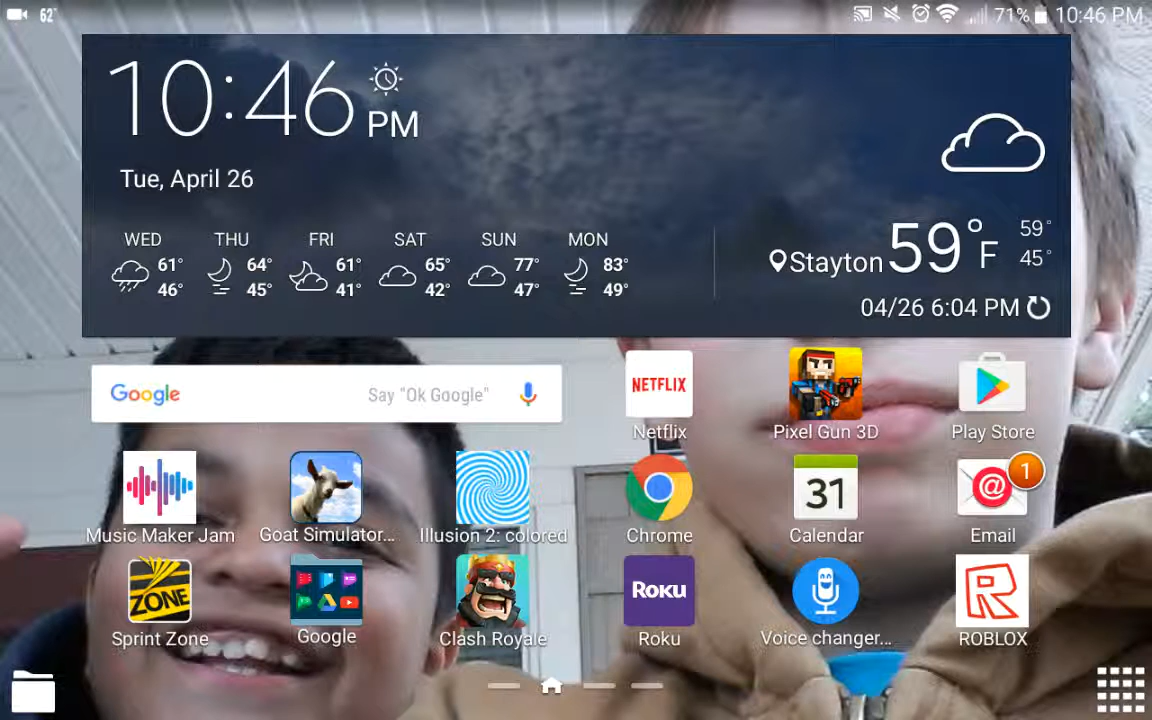 62°
71% 10:46 PM
10:46 PM
Tue, April 26
WED THU FRI SAT SUN MON
61° 64° 61° 65° 77° 83°
46° 45° 41° 42° 47° 49°
Stayton 59°F 59° 45°
04/26 6:04 PM
Google Say "Ok Google"
NETFLIX
Netflix Pixel Gun 3D Play Store
31 @ 1
Music Maker Jam Goat Simulator... Illusion 2: colored Chrome Calendar Email
ZONE Roku R
Sprint Zone Google Clash Royale Roku Voice changer... ROBLOX